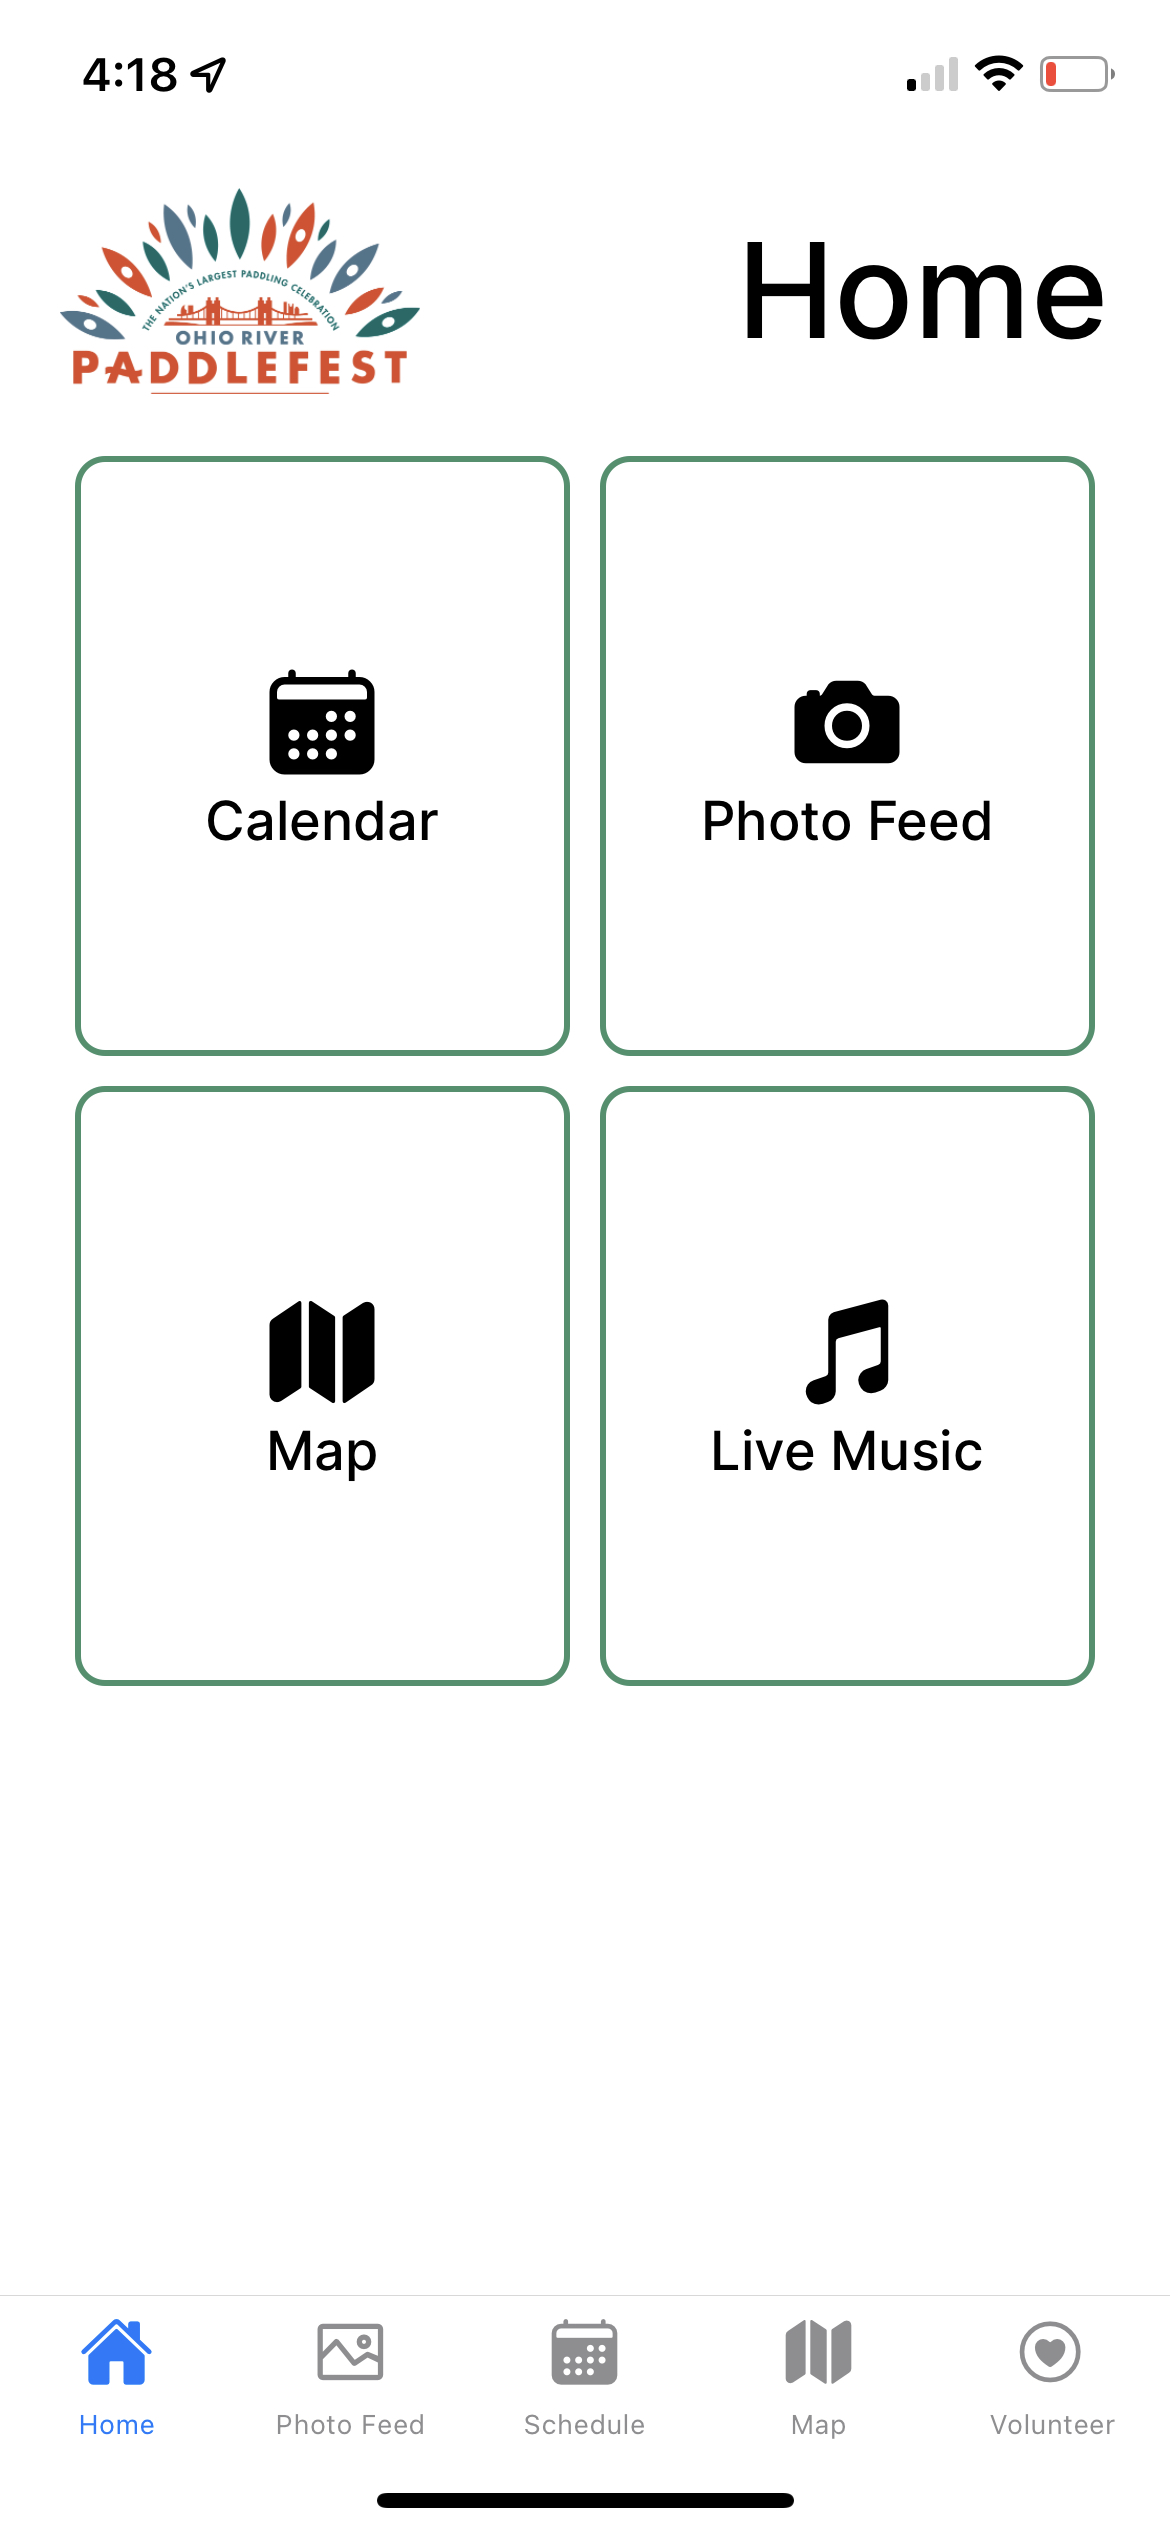 4:18
THE NATION'S LARGEST PADDLING CELEBRATION
OHIO RIVER
PADDLEFEST
Home
Calendar
Photo Feed
Map
Live Music
Home
Photo Feed
Schedule
Map
Volunteer